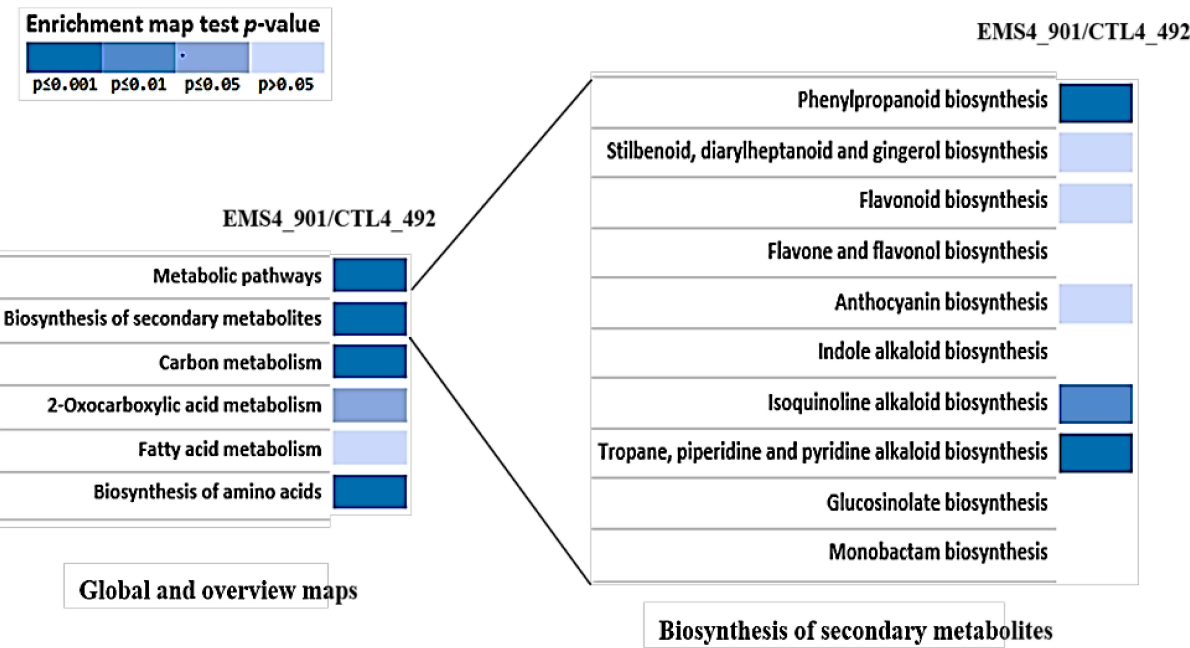 Enrichment map test p-value
p≤0.001 p≤0.01 p≤0.05 p>0.05
EMS4_901/CTL4_492
Metabolic pathways
Biosynthesis of secondary metabolites
Carbon metabolism
2-Oxocarboxylic acid metabolism
Fatty acid metabolism
Biosynthesis of amino acids
Global and overview maps
EMS4_901/CTL4_492
Phenylpropanoid biosynthesis
Stilbenoid, diarylheptanoid and gingerol biosynthesis
Flavonoid biosynthesis
Flavone and flavonol biosynthesis
Anthocyanin biosynthesis
Indole alkaloid biosynthesis
Isoquinoline alkaloid biosynthesis
Tropane, piperidine and pyridine alkaloid biosynthesis
Glucosinolate biosynthesis
Monobactam biosynthesis
Biosynthesis of secondary metabolites